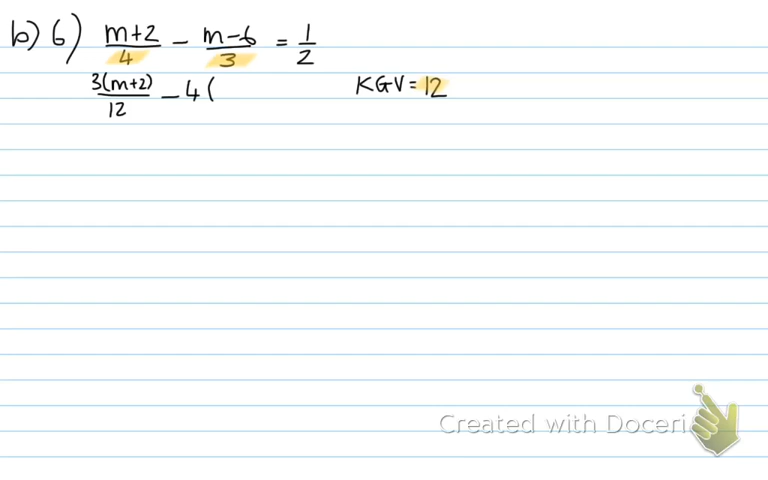 b) 6) (m+2)/4 − (m−6)/3 = 1/2
3(m+2)/12 − 4( KGV = 12
Created with Doceri